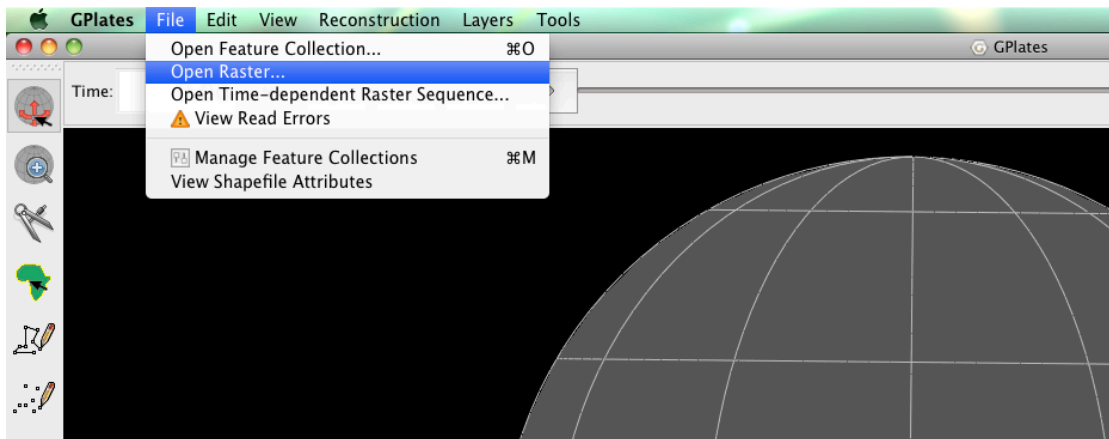 GPlates File Edit View Reconstruction Layers Tools
GPlates
Open Feature Collection... ⌘O
Open Raster...
Time:
Open Time-dependent Raster Sequence...
View Read Errors
Manage Feature Collections ⌘M
View Shapefile Attributes